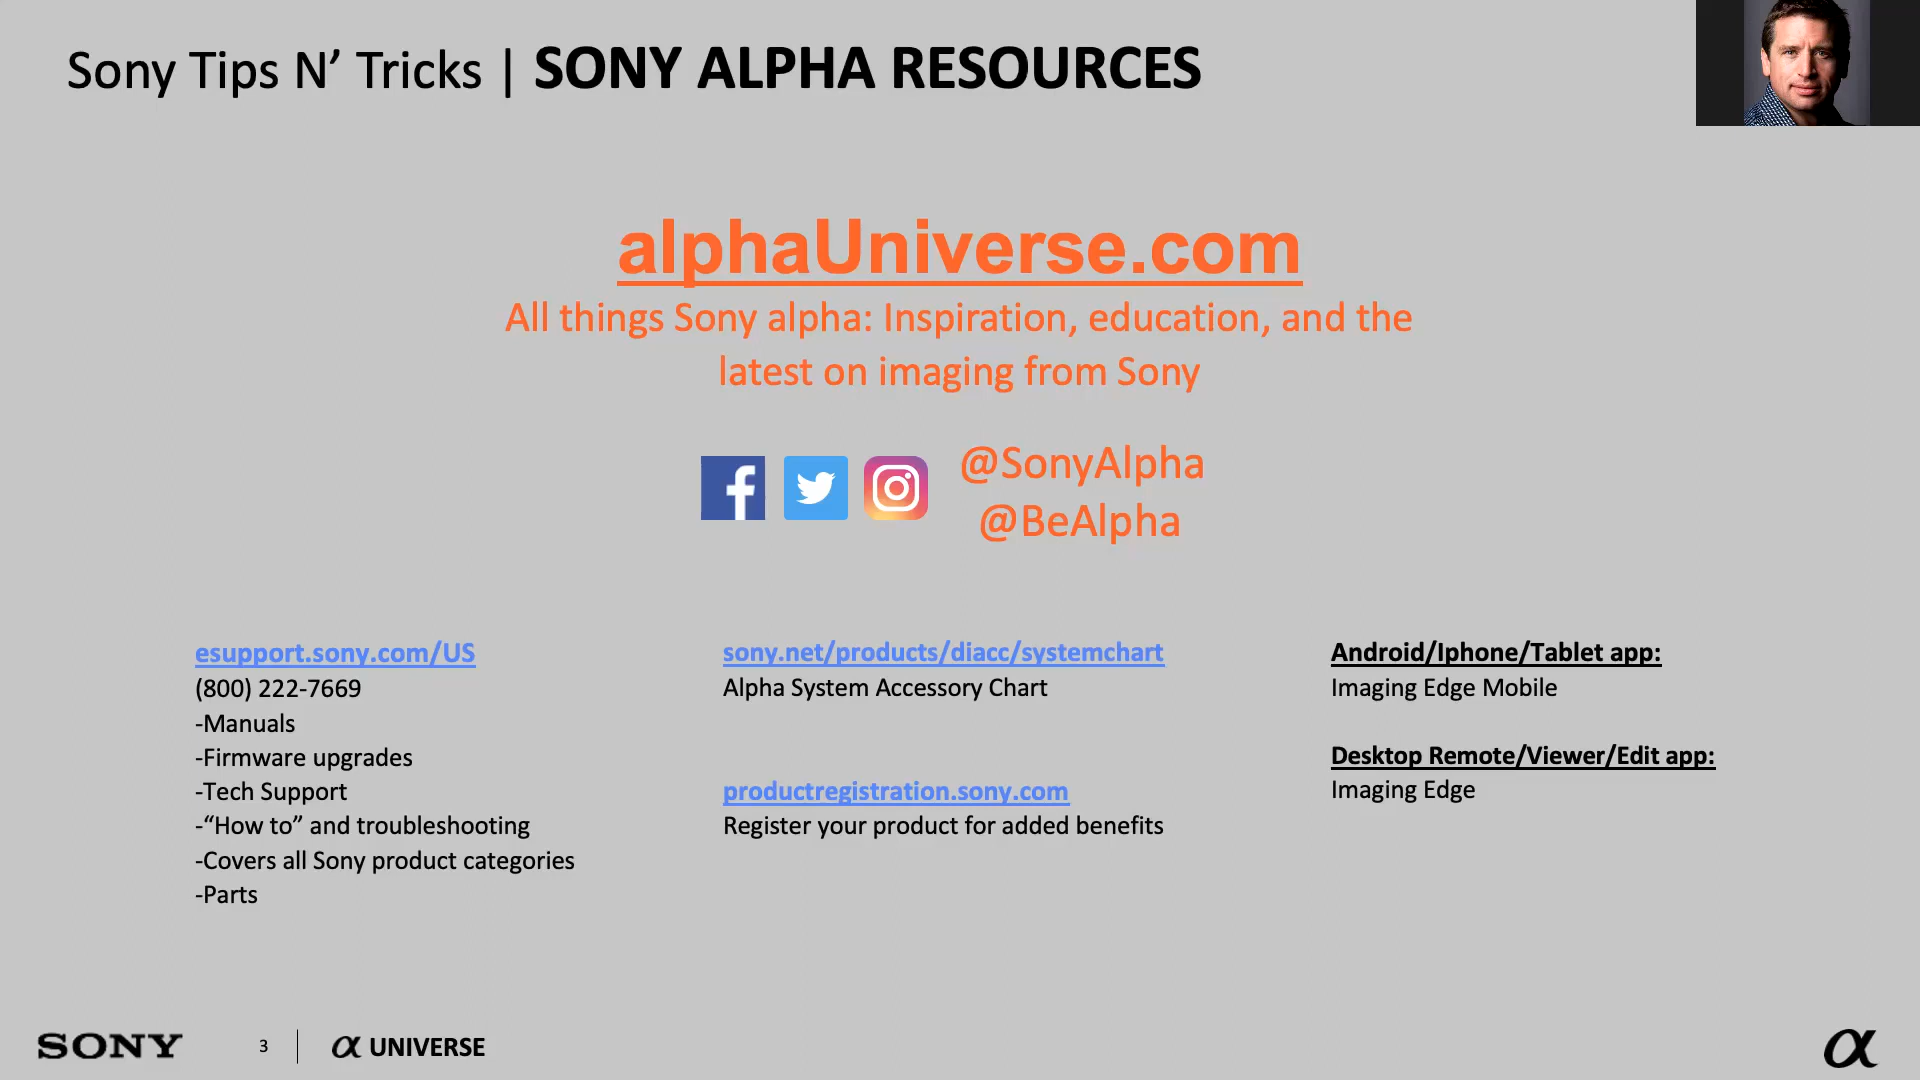 Sony Tips N’ Tricks | SONY ALPHA RESOURCES
alphaUniverse.com
All things Sony alpha: Inspiration, education, and the
latest on imaging from Sony
@SonyAlpha
@BeAlpha
esupport.sony.com/US
(800) 222-7669
-Manuals
-Firmware upgrades
-Tech Support
-“How to” and troubleshooting
-Covers all Sony product categories
-Parts
sony.net/products/diacc/systemchart
Alpha System Accessory Chart
productregistration.sony.com
Register your product for added benefits
Android/Iphone/Tablet app:
Imaging Edge Mobile
Desktop Remote/Viewer/Edit app:
Imaging Edge
SONY 3 α UNIVERSE
α